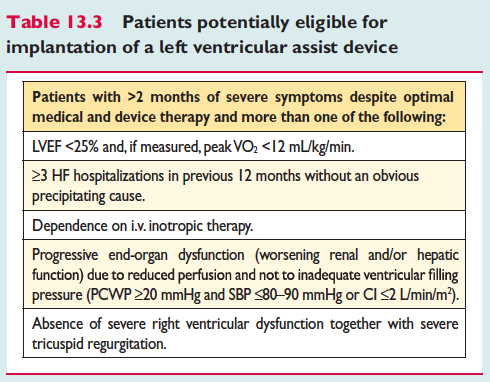 Table 13.3 Patients potentially eligible for
implantation of a left ventricular assist device
Patients with >2 months of severe symptoms despite optimal
medical and device therapy and more than one of the following:
LVEF <25% and, if measured, peak VO₂ <12 mL/kg/min.
≥3 HF hospitalizations in previous 12 months without an obvious
precipitating cause.
Dependence on i.v. inotropic therapy.
Progressive end-organ dysfunction (worsening renal and/or hepatic
function) due to reduced perfusion and not to inadequate ventricular filling
pressure (PCWP ≥20 mmHg and SBP ≤80–90 mmHg or CI ≤2 L/min/m²).
Absence of severe right ventricular dysfunction together with severe
tricuspid regurgitation.